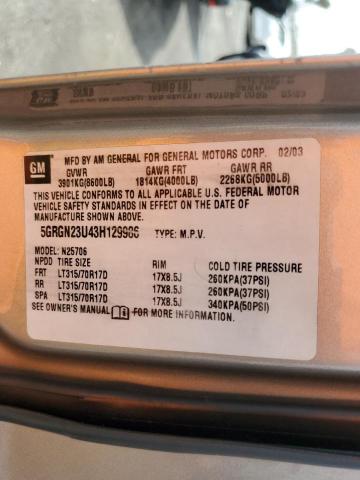 GM
MFD BY AM GENERAL FOR GENERAL MOTORS CORP. 02/03
GVWR GAWR FRT GAWR RR
3901KG(8600LB) 1814KG(4000LB) 2268KG(5000LB)
THIS VEHICLE CONFORMS TO ALL APPLICABLE U.S. FEDERAL MOTOR
VEHICLE SAFETY STANDARDS IN EFFECT ON THE DATE OF
MANUFACTURE SHOWN ABOVE.
TYPE: M.P.V.
MODEL: N25706
NPDD TIRE SIZE RIM COLD TIRE PRESSURE
FRT LT315/70R17D 17X8.5J 260KPA(37PSI)
RR LT315/70R17D 17X8.5J 260KPA(37PSI)
SPA LT315/70R17D 17X8.5J 340KPA(50PSI)
SEE OWNER'S MANUAL FOR MORE INFORMATION.